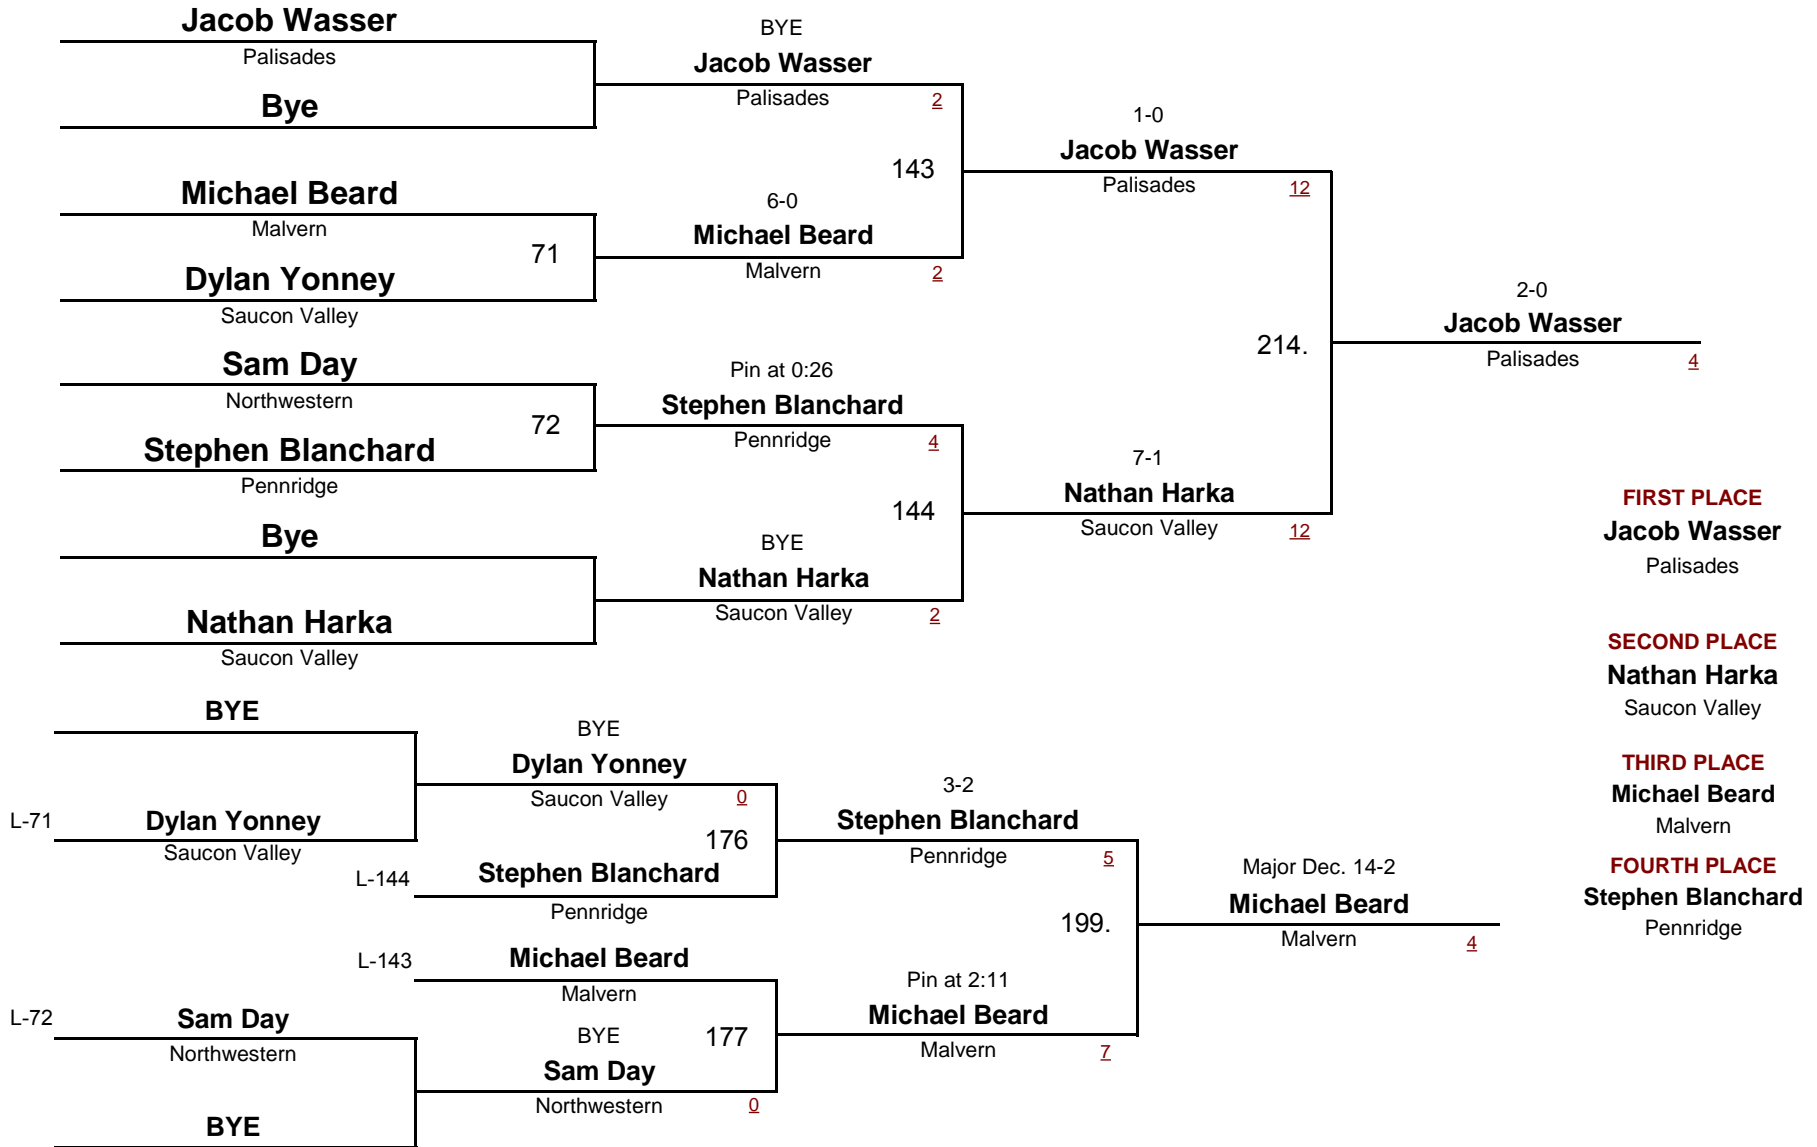 Jacob Wasser
Palisades
Bye
Michael Beard
Malvern
71
Dylan Yonney
Saucon Valley
Sam Day
Northwestern
72
Stephen Blanchard
Pennridge
Bye
Nathan Harka
Saucon Valley
BYE
Jacob Wasser
Palisades 2
143
6-0
Michael Beard
Malvern 2
Pin at 0:26
Stephen Blanchard
Pennridge 4
144
BYE
Nathan Harka
Saucon Valley 2
1-0
Jacob Wasser
Palisades 12
214.
7-1
Nathan Harka
Saucon Valley 12
2-0
Jacob Wasser
Palisades 4
FIRST PLACE
Jacob Wasser
Palisades
SECOND PLACE
Nathan Harka
Saucon Valley
THIRD PLACE
Michael Beard
Malvern
FOURTH PLACE
Stephen Blanchard
Pennridge
BYE
L-71 Dylan Yonney
Saucon Valley
BYE
Dylan Yonney
Saucon Valley 0
176
L-144 Stephen Blanchard
Pennridge
L-143 Michael Beard
Malvern
L-72 Sam Day
Northwestern
BYE
BYE 177
Sam Day
Northwestern 0
3-2
Stephen Blanchard
Pennridge 5
199.
Pin at 2:11
Michael Beard
Malvern 7
Major Dec. 14-2
Michael Beard
Malvern 4